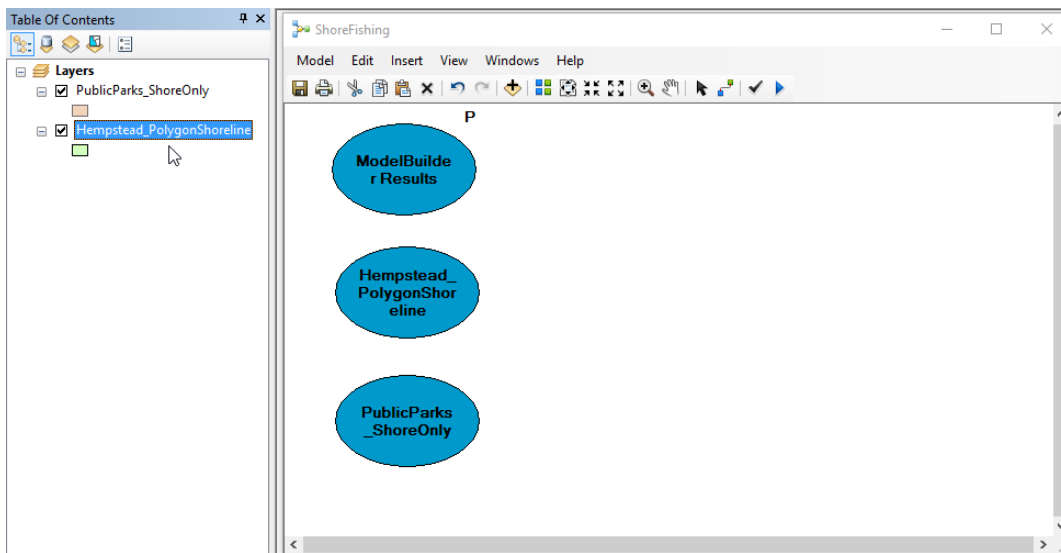 Table Of Contents
Layers
PublicParks_ShoreOnly
Hempstead_PolygonShoreline
ShoreFishing
Model Edit Insert View Windows Help
P
ModelBuilde
r Results
Hempstead_
PolygonShor
eline
PublicParks
_ShoreOnly